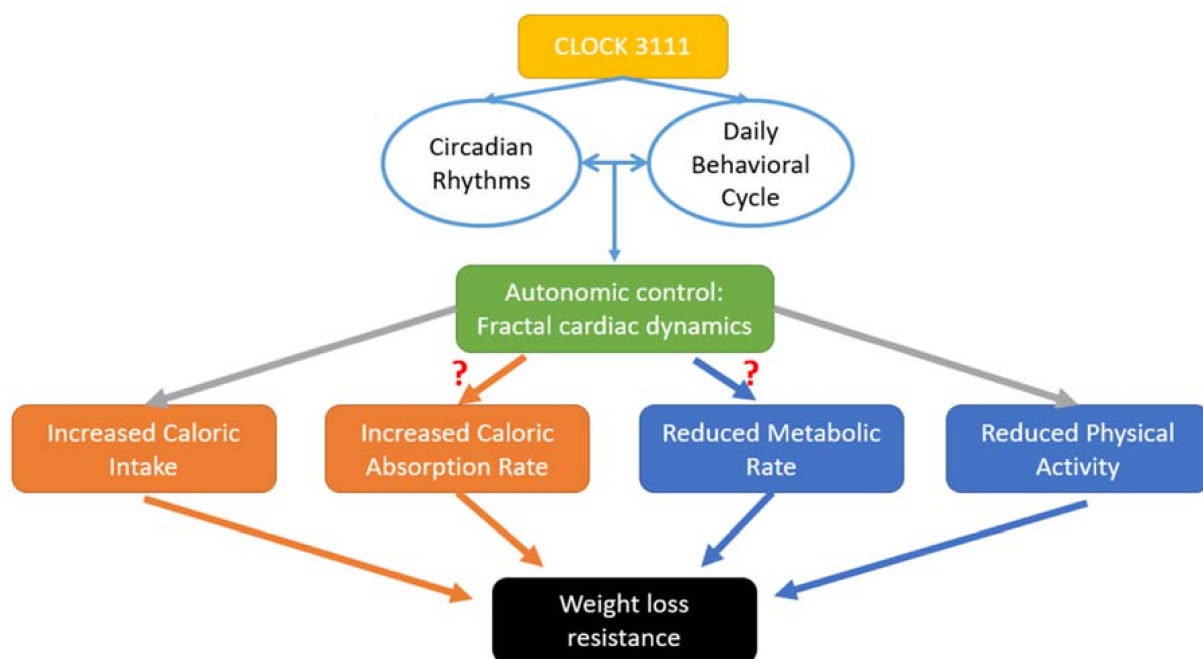 CLOCK 3111
Circadian
Rhythms
Daily
Behavioral
Cycle
Autonomic control:
Fractal cardiac dynamics
?
?
Increased Caloric
Intake
Increased Caloric
Absorption Rate
Reduced Metabolic
Rate
Reduced Physical
Activity
Weight loss
resistance